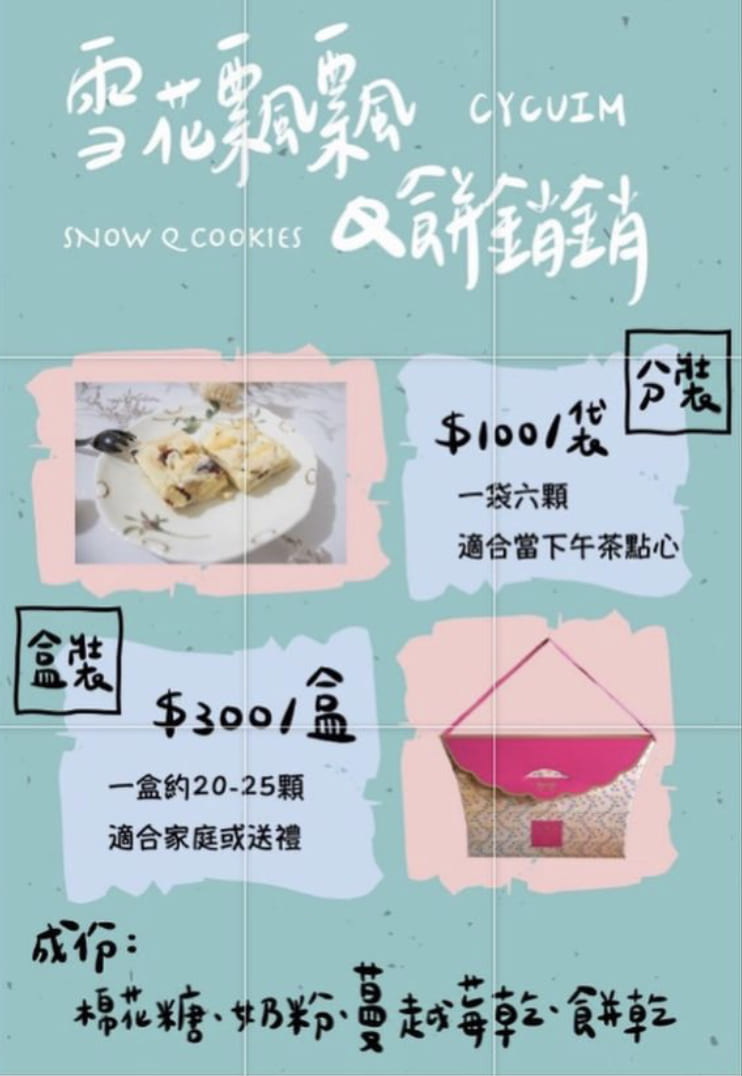 雪花飄飄
CYCUIM
SNOW Q COOKIES
Q餅銷銷
分裝
$100/袋
一袋六顆
適合當下午茶點心
盒裝
$300/盒
一盒約20-25顆
適合家庭或送禮
成份:
棉花糖、奶粉、蔓越莓乾、餅乾